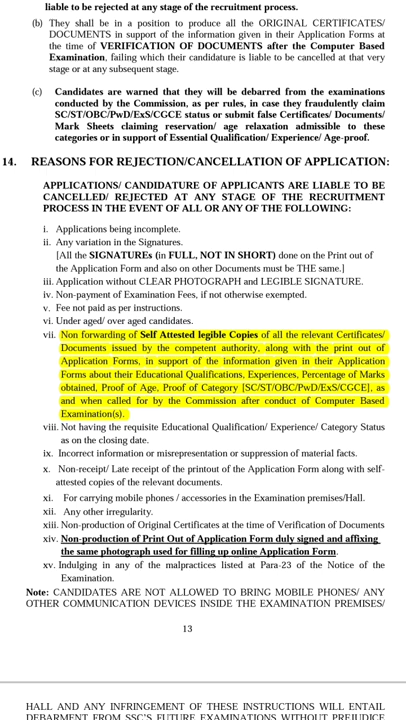 liable to be rejected at any stage of the recruitment process.
(b) They shall be in a position to produce all the ORIGINAL CERTIFICATES/
DOCUMENTS in support of the information given in their Application Forms at
the time of VERIFICATION OF DOCUMENTS after the Computer Based
Examination, failing which their candidature is liable to be cancelled at that very
stage or at any subsequent stage.
(c) Candidates are warned that they will be debarred from the examinations
conducted by the Commission, as per rules, in case they fraudulently claim
SC/ST/OBC/PwD/ExS/CGCE status or submit false Certificates/ Documents/
Mark Sheets claiming reservation/ age relaxation admissible to these
categories or in support of Essential Qualification/ Experience/ Age-proof.
14. REASONS FOR REJECTION/CANCELLATION OF APPLICATION:
APPLICATIONS/ CANDIDATURE OF APPLICANTS ARE LIABLE TO BE
CANCELLED/ REJECTED AT ANY STAGE OF THE RECRUITMENT
PROCESS IN THE EVENT OF ALL OR ANY OF THE FOLLOWING:
i. Applications being incomplete.
ii. Any variation in the Signatures.
[All the SIGNATUREs (in FULL, NOT IN SHORT) done on the Print out of
the Application Form and also on other Documents must be THE same.]
iii. Application without CLEAR PHOTOGRAPH and LEGIBLE SIGNATURE.
iv. Non-payment of Examination Fees, if not otherwise exempted.
v. Fee not paid as per instructions.
vi. Under aged/ over aged candidates.
vii. Non forwarding of Self Attested legible Copies of all the relevant Certificates/
Documents issued by the competent authority, along with the print out of
Application Forms, in support of the information given in their Application
Forms about their Educational Qualifications, Experiences, Percentage of Marks
obtained, Proof of Age, Proof of Category [SC/ST/OBC/PwD/ExS/CGCE], as
and when called for by the Commission after conduct of Computer Based
Examination(s).
viii. Not having the requisite Educational Qualification/ Experience/ Category Status
as on the closing date.
ix. Incorrect information or misrepresentation or suppression of material facts.
x. Non-receipt/ Late receipt of the printout of the Application Form along with self-
attested copies of the relevant documents.
xi. For carrying mobile phones / accessories in the Examination premises/Hall.
xii. Any other irregularity.
xiii. Non-production of Original Certificates at the time of Verification of Documents
xiv. Non-production of Print Out of Application Form duly signed and affixing
the same photograph used for filling up online Application Form.
xv. Indulging in any of the malpractices listed at Para-23 of the Notice of the
Examination.
Note: CANDIDATES ARE NOT ALLOWED TO BRING MOBILE PHONES/ ANY
OTHER COMMUNICATION DEVICES INSIDE THE EXAMINATION PREMISES/
13
HALL AND ANY INFRINGEMENT OF THESE INSTRUCTIONS WILL ENTAIL
DEBARMENT FROM SSC'S FUTURE EXAMINATIONS WITHOUT PREJUDICE